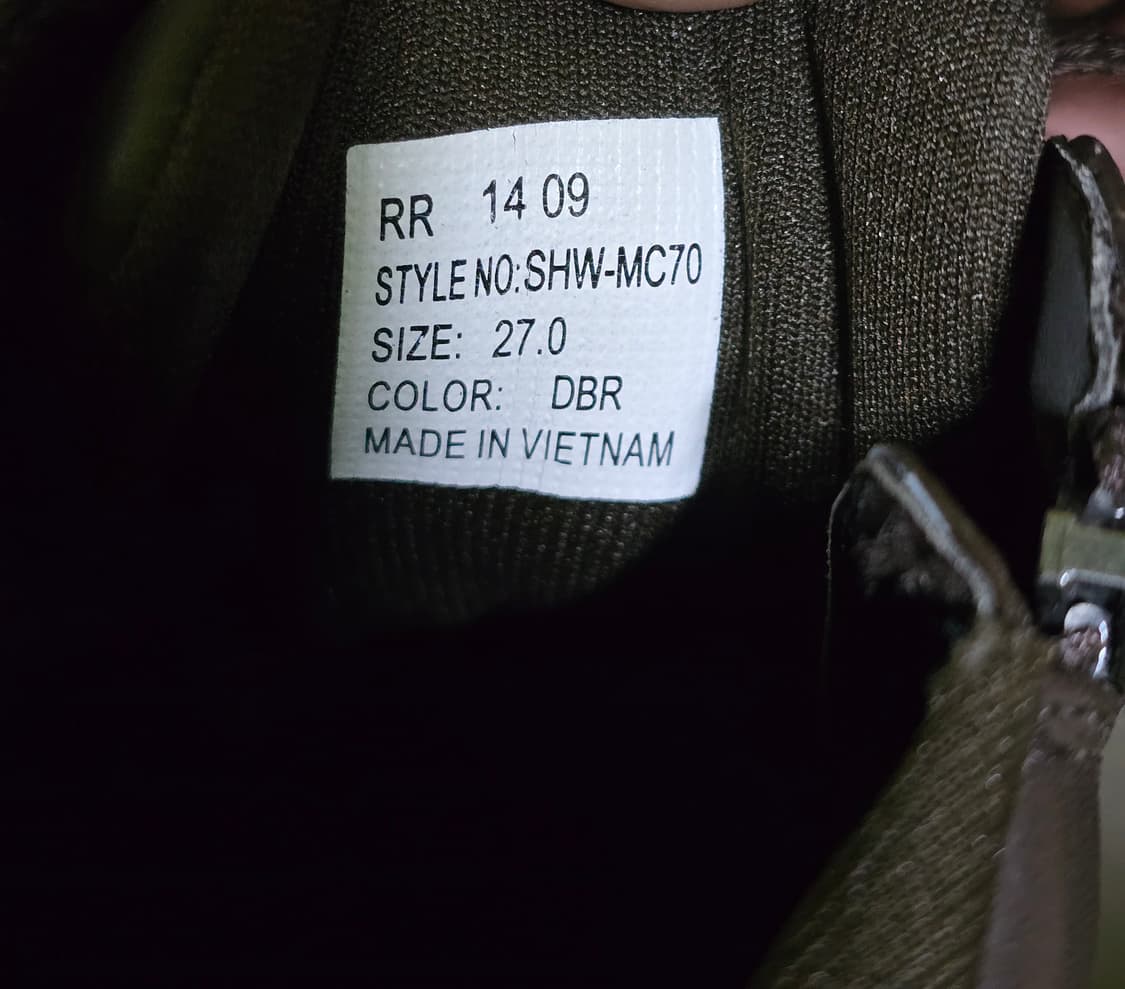 RR 14 09
STYLE NO:SHW-MC70
SIZE: 27.0
COLOR: DBR
MADE IN VIETNAM